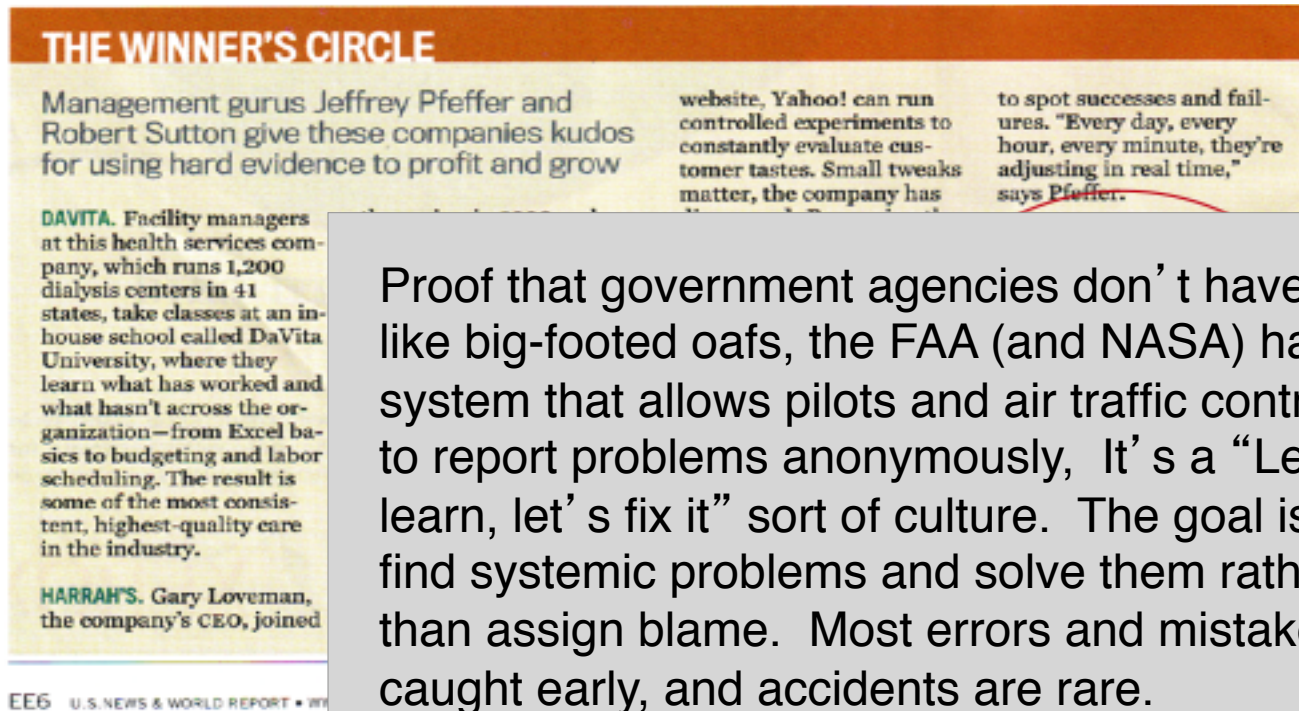 THE WINNER'S CIRCLE
Management gurus Jeffrey Pfeffer and
Robert Sutton give these companies kudos
for using hard evidence to profit and grow
DAVITA. Facility managers
at this health services com-
pany, which runs 1,200
dialysis centers in 41
states, take classes at an in-
house school called DaVita
University, where they
learn what has worked and
what hasn't across the or-
ganization—from Excel ba-
sics to budgeting and labor
scheduling. The result is
some of the most consis-
tent, highest-quality care
in the industry.
HARRAH'S. Gary Loveman,
the company's CEO, joined
website, Yahoo! can run
controlled experiments to
constantly evaluate cus-
tomer tastes. Small tweaks
matter, the company has
to spot successes and fail-
ures. "Every day, every
hour, every minute, they're
adjusting in real time,"
says Pfeffer.
Proof that government agencies don't have
like big-footed oafs, the FAA (and NASA) ha
system that allows pilots and air traffic contr
to report problems anonymously, It's a “Le
learn, let's fix it” sort of culture. The goal is
find systemic problems and solve them rath
than assign blame. Most errors and mistak
caught early, and accidents are rare.
EE6 U.S. NEWS & WORLD REPORT •